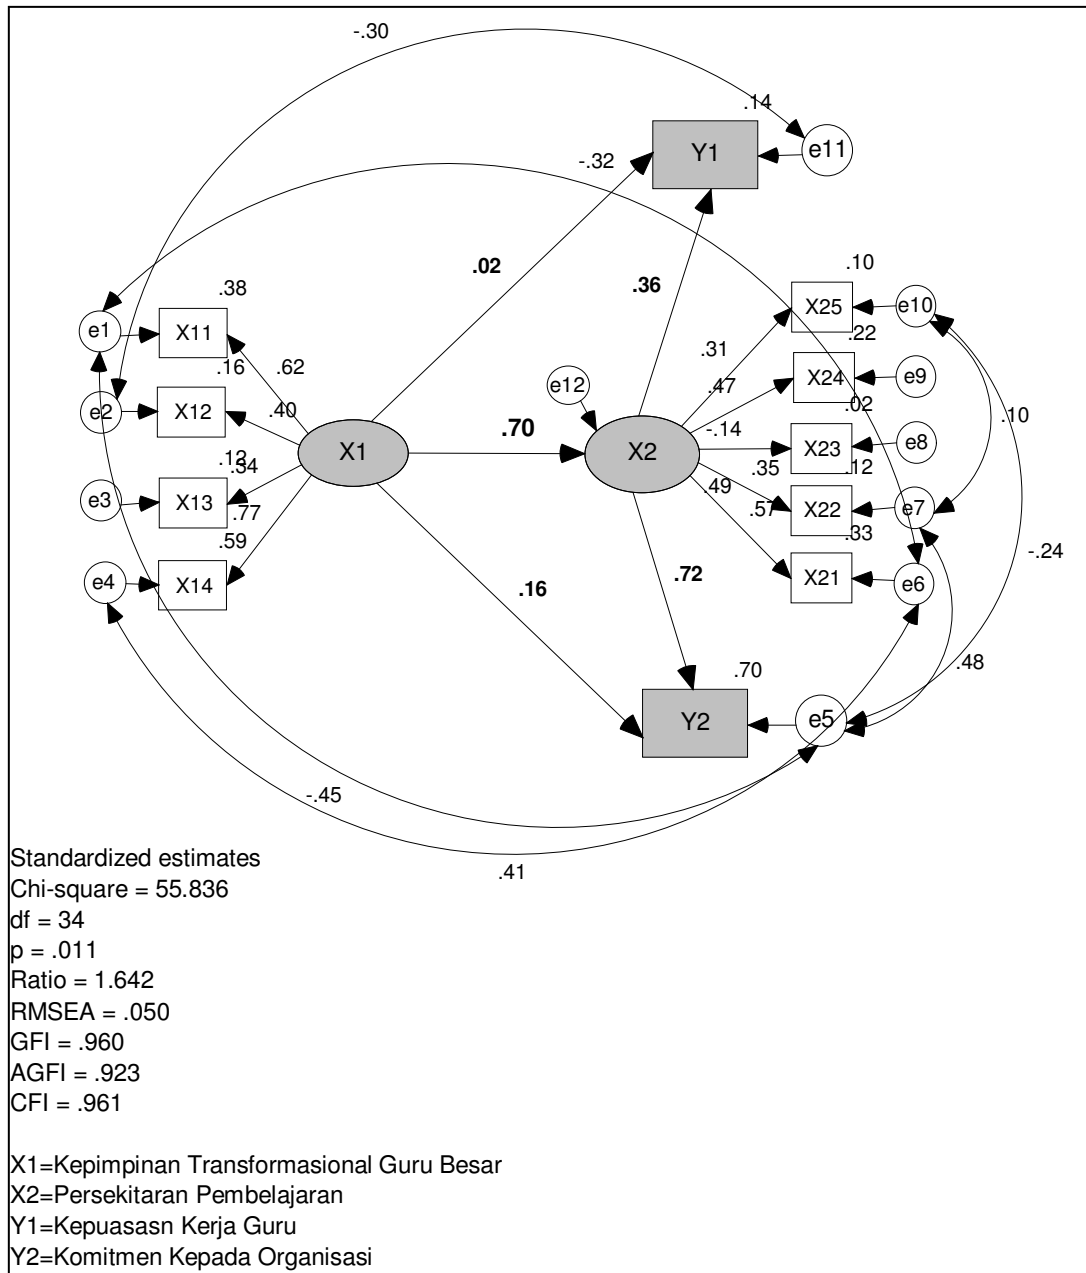 -.30
.14
Y1
e11
-.32
.02
.36
.10
.38
X25
e10
e1
X11
.22
.16
.62
.31
X24
e9
e12
.47
.02
e2
X12
.40
.70
-.14
.10
X1
X2
X23
e8
.12
.34
.35
.12
e3
X13
.49
X22
e7
.77
.57
.33
.59
-.24
e4
X14
.16
.72
X21
e6
.48
.70
Y2
e5
-.45
.41
Standardized estimates
Chi-square = 55.836
df = 34
p = .011
Ratio = 1.642
RMSEA = .050
GFI = .960
AGFI = .923
CFI = .961
X1=Kepimpinan Transformasional Guru Besar
X2=Persekitaran Pembelajaran
Y1=Kepuasasn Kerja Guru
Y2=Komitmen Kepada Organisasi